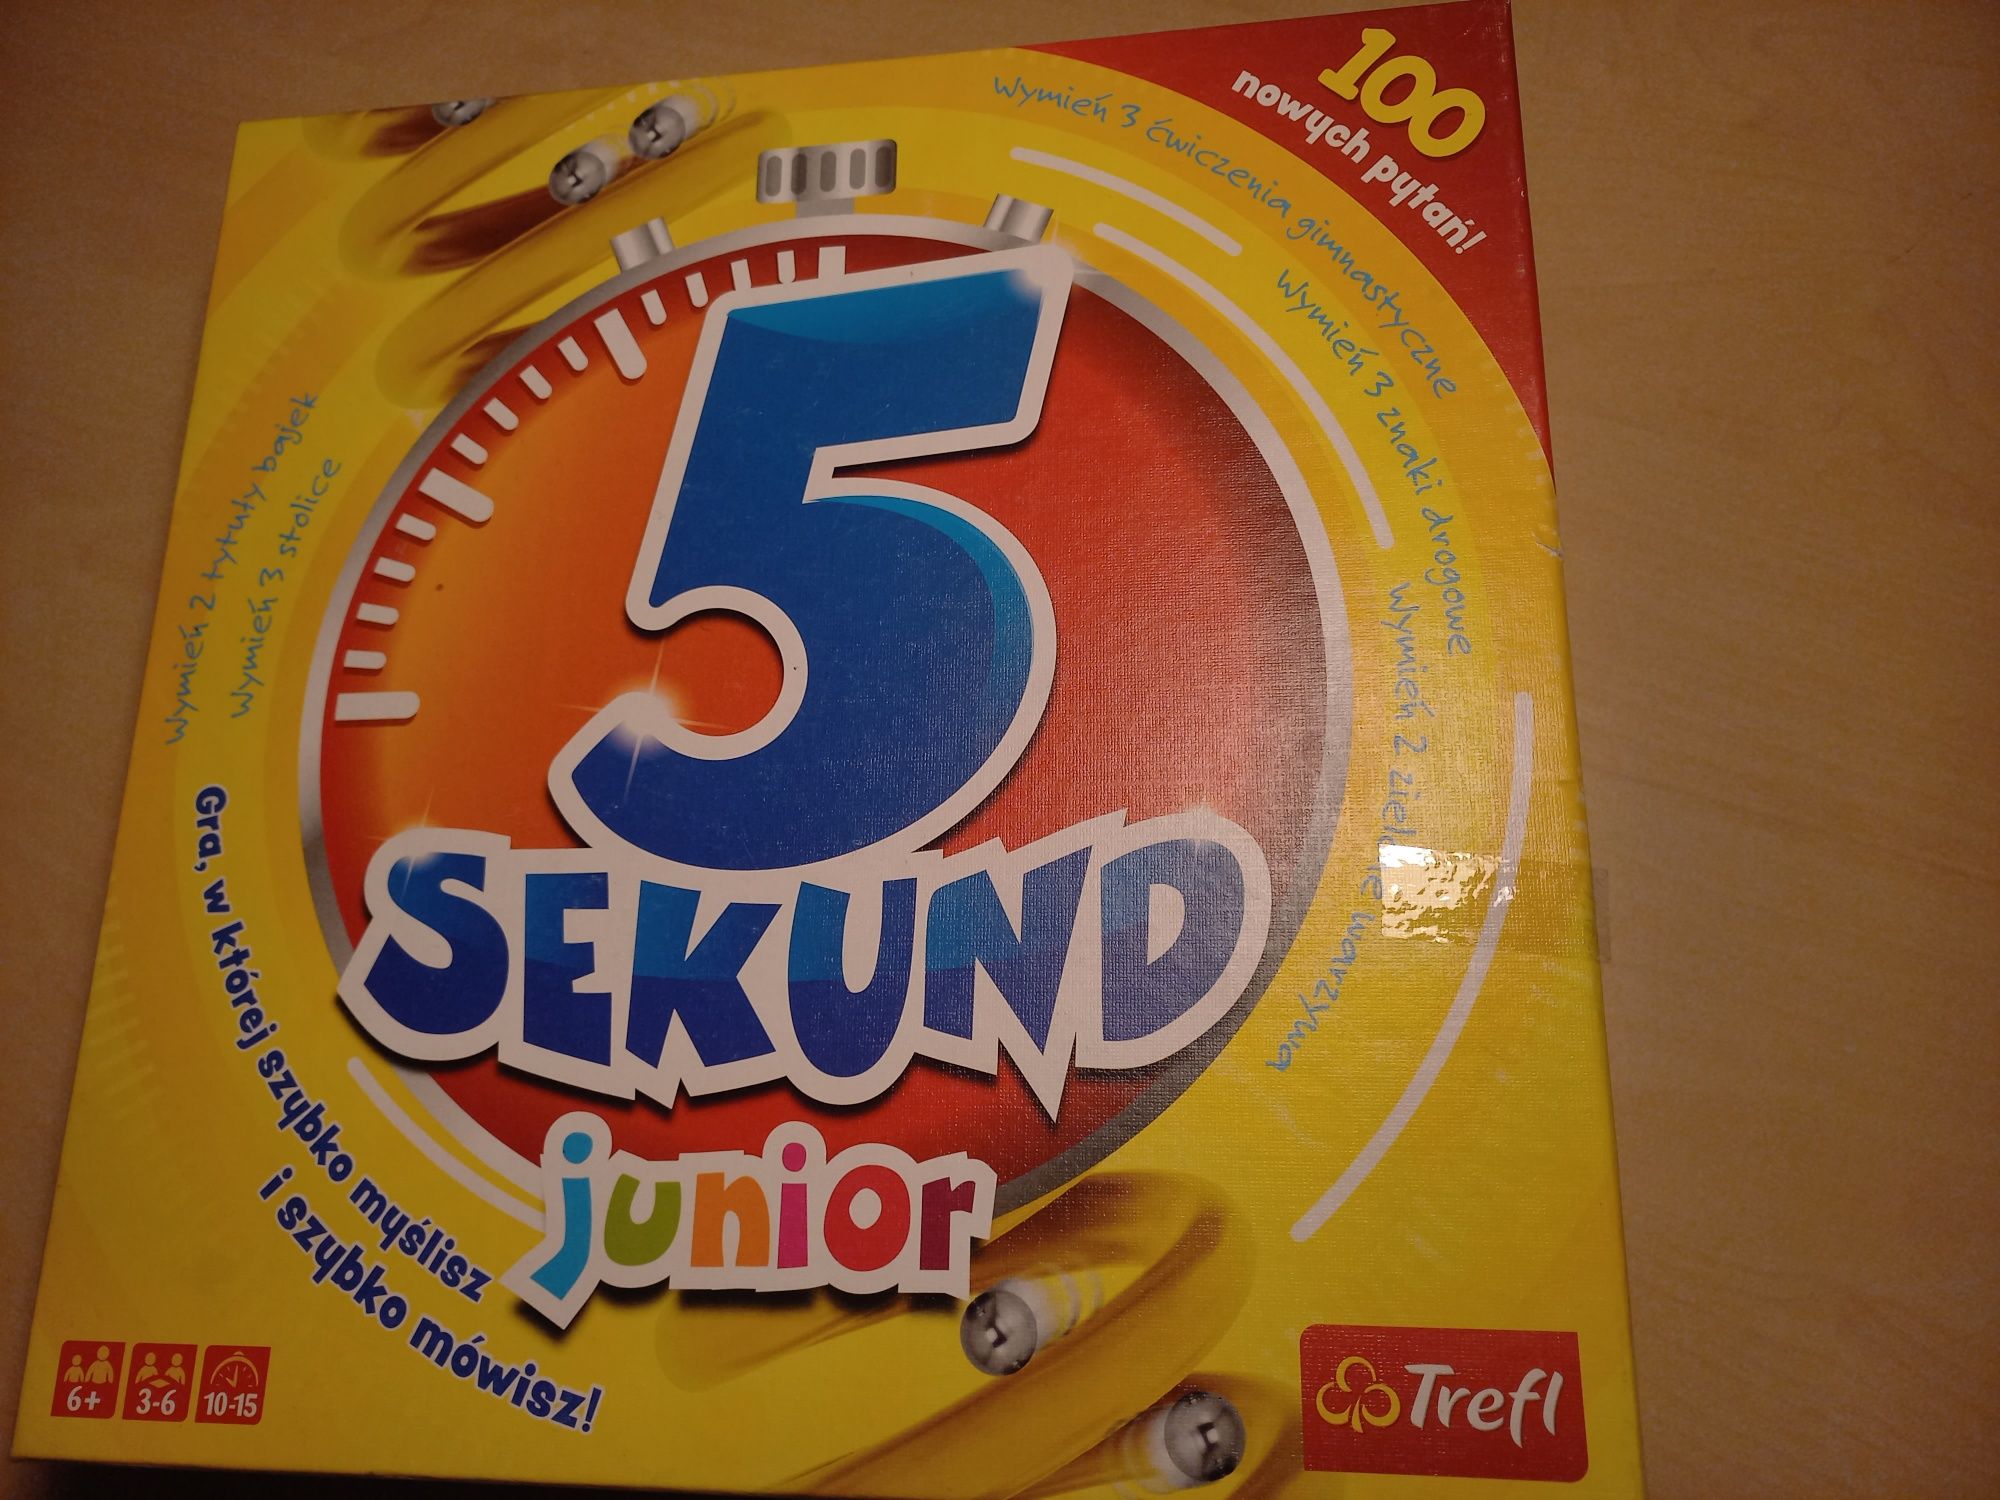 100
nowych pytań!
Wymień 3 ćwiczenia gimnastyczne
Wymień 3 znaki drogowe
Wymień 2 zielone warzywa
Wymień 2 tytuły bajek
Wymień 3 stolice
5
SEKUND
junior
Gra, w której szybko myślisz
i szybko mówisz!
6+
3-6
10-15
Trefl